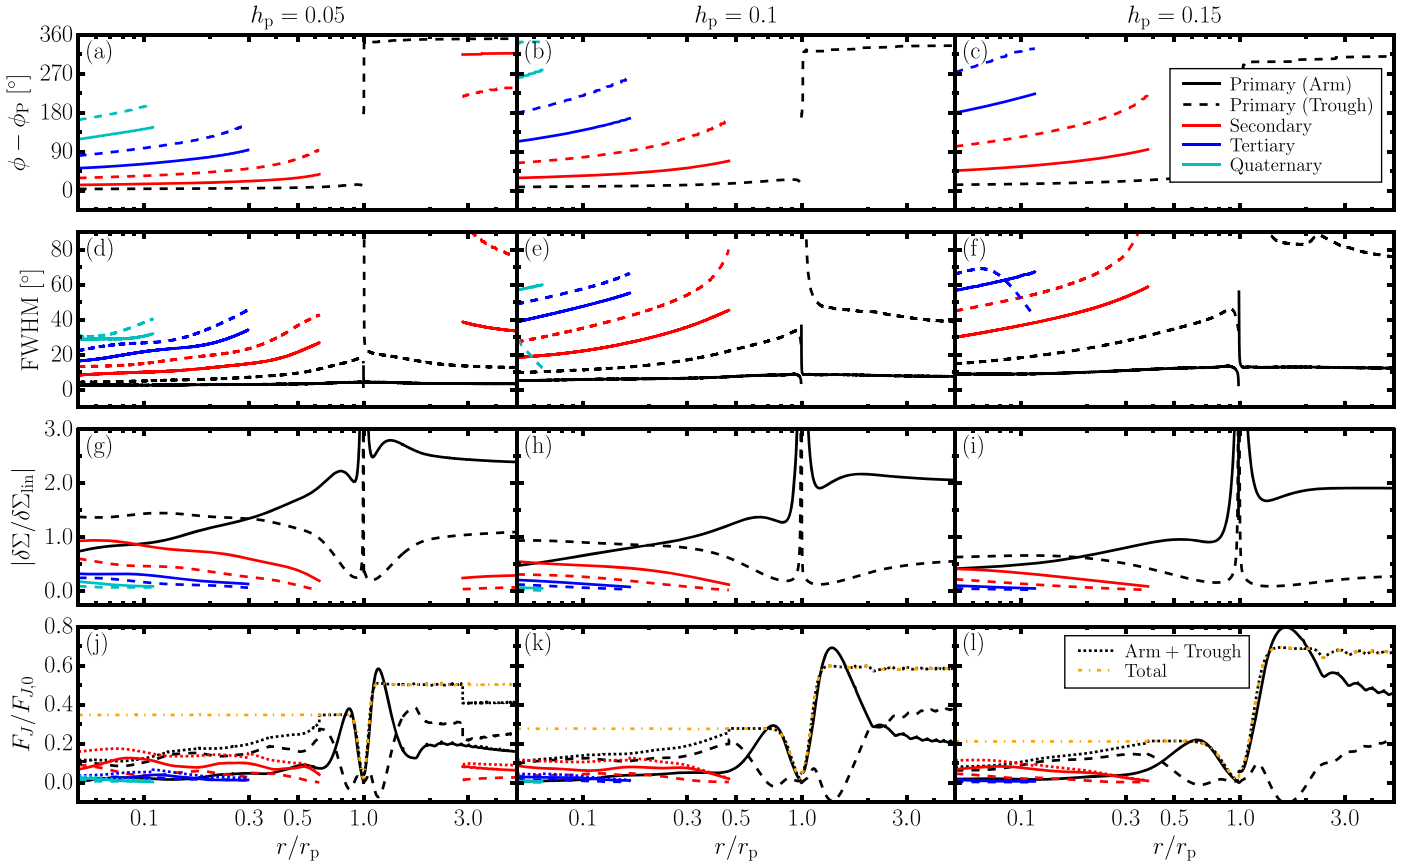 h_p = 0.05
h_p = 0.1
h_p = 0.15
360
270
180
90
0
ϕ − ϕ_P [°]
(a)
(b)
(c)
Primary (Arm)
Primary (Trough)
Secondary
Tertiary
Quaternary
80
60
40
20
0
FWHM [°]
(d)
(e)
(f)
3.0
2.0
1.0
0.0
|δΣ/δΣ_lin|
(g)
(h)
(i)
0.8
0.6
0.4
0.2
0.0
F_J/F_{J,0}
(j)
(k)
(l)
Arm + Trough
Total
0.1 0.3 0.5 1.0 3.0
0.1 0.3 0.5 1.0 3.0
0.1 0.3 0.5 1.0 3.0
r/r_p
r/r_p
r/r_p